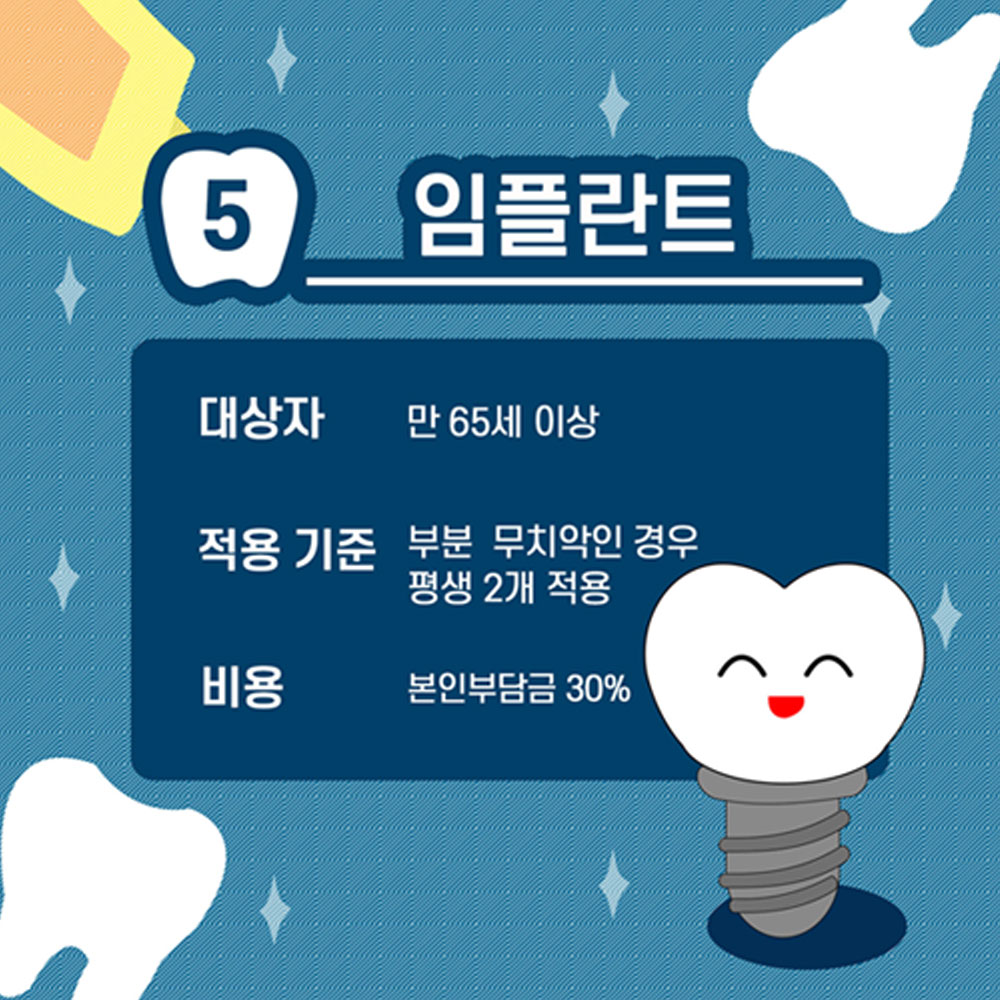 5 임플란트
대상자 만 65세 이상
적용 기준 부분 무치악인 경우
평생 2개 적용
비용 본인부담금 30%